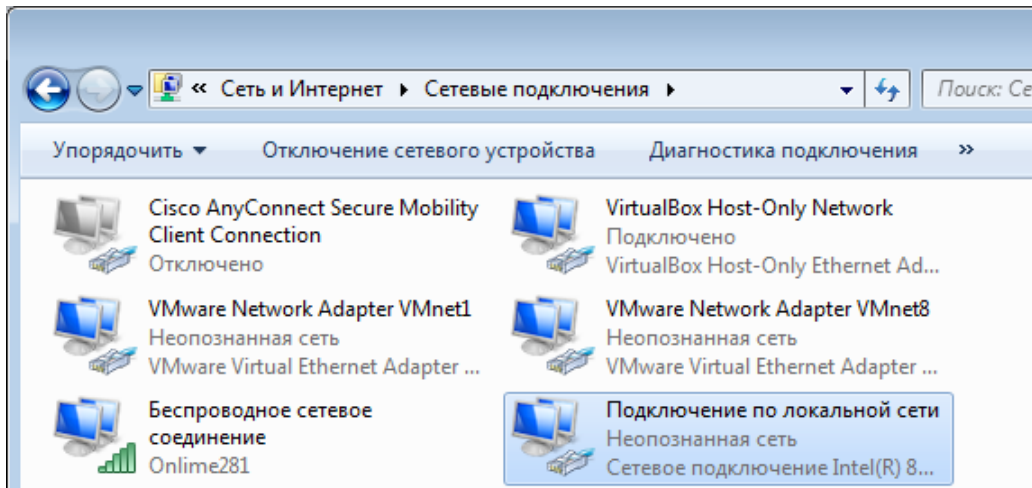 « Сеть и Интернет Сетевые подключения Поиск: Се
Упорядочить Отключение сетевого устройства Диагностика подключения »
Cisco AnyConnect Secure Mobility
Client Connection
Отключено
VirtualBox Host-Only Network
Подключено
VirtualBox Host-Only Ethernet Ad...
VMware Network Adapter VMnet1
Неопознанная сеть
VMware Virtual Ethernet Adapter ...
VMware Network Adapter VMnet8
Неопознанная сеть
VMware Virtual Ethernet Adapter ...
Беспроводное сетевое
соединение
Onlime281
Подключение по локальной сети
Неопознанная сеть
Сетевое подключение Intel(R) 8...